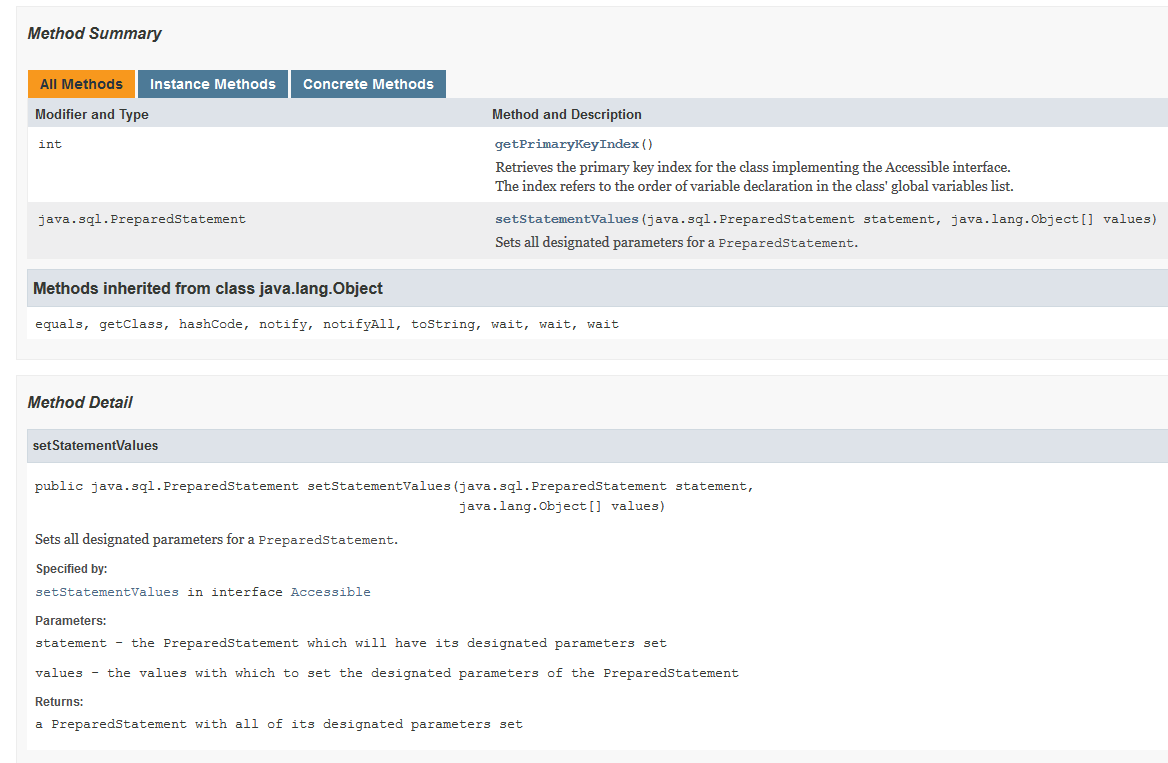 Method Summary
All Methods Instance Methods Concrete Methods
Modifier and Type Method and Description
int getPrimaryKeyIndex()
Retrieves the primary key index for the class implementing the Accessible interface.
The index refers to the order of variable declaration in the class' global variables list.
java.sql.PreparedStatement setStatementValues(java.sql.PreparedStatement statement, java.lang.Object[] values)
Sets all designated parameters for a PreparedStatement.
Methods inherited from class java.lang.Object
equals, getClass, hashCode, notify, notifyAll, toString, wait, wait, wait
Method Detail
setStatementValues
public java.sql.PreparedStatement setStatementValues(java.sql.PreparedStatement statement,
java.lang.Object[] values)
Sets all designated parameters for a PreparedStatement.
Specified by:
setStatementValues in interface Accessible
Parameters:
statement - the PreparedStatement which will have its designated parameters set
values - the values with which to set the designated parameters of the PreparedStatement
Returns:
a PreparedStatement with all of its designated parameters set